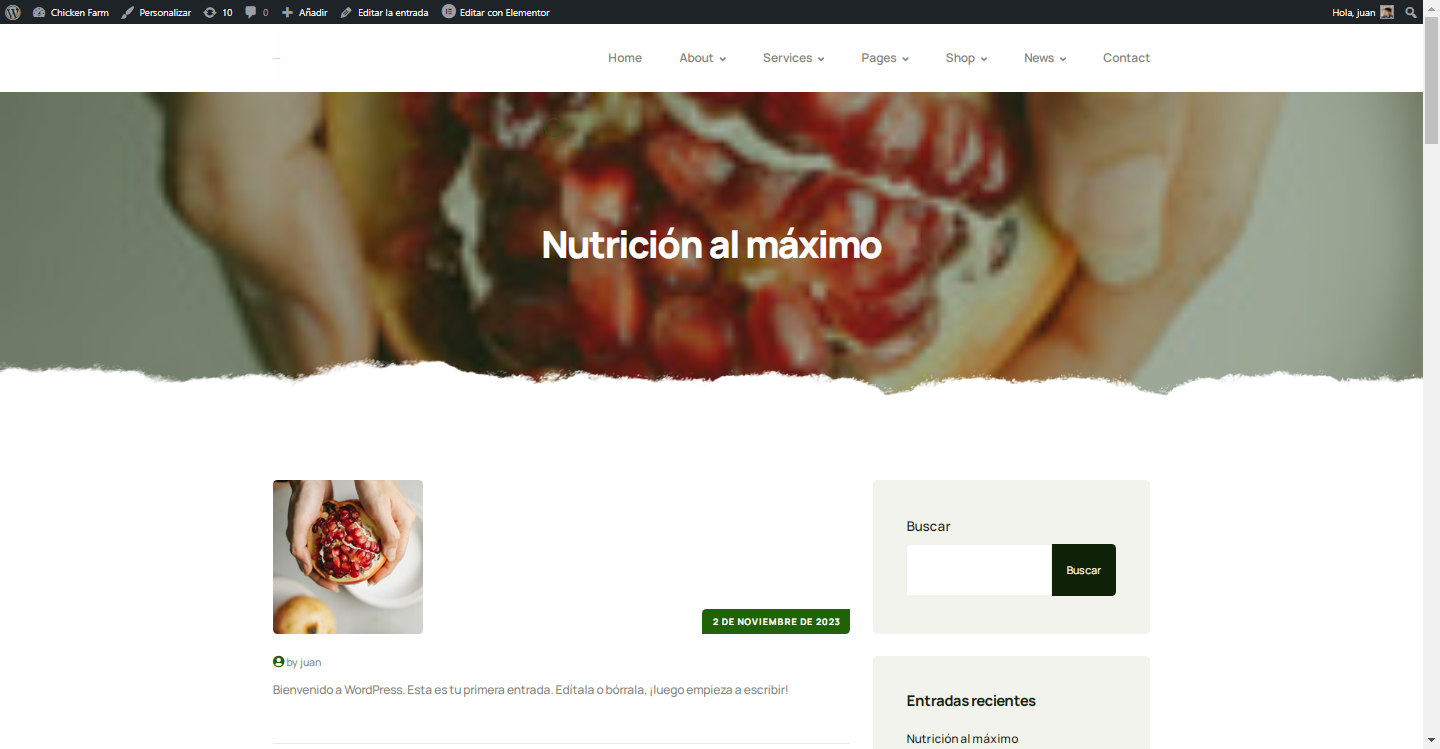 Chicken Farm Personalizar 10 0 Añadir Editar la entrada Editar con Elementor Hola, juan
Home About Services Pages Shop News Contact
Nutrición al máximo
Buscar
Buscar
2 DE NOVIEMBRE DE 2023
by juan
Bienvenido a WordPress. Esta es tu primera entrada. Edítala o bórrala, ¡luego empieza a escribir!
Entradas recientes
Nutrición al máximo